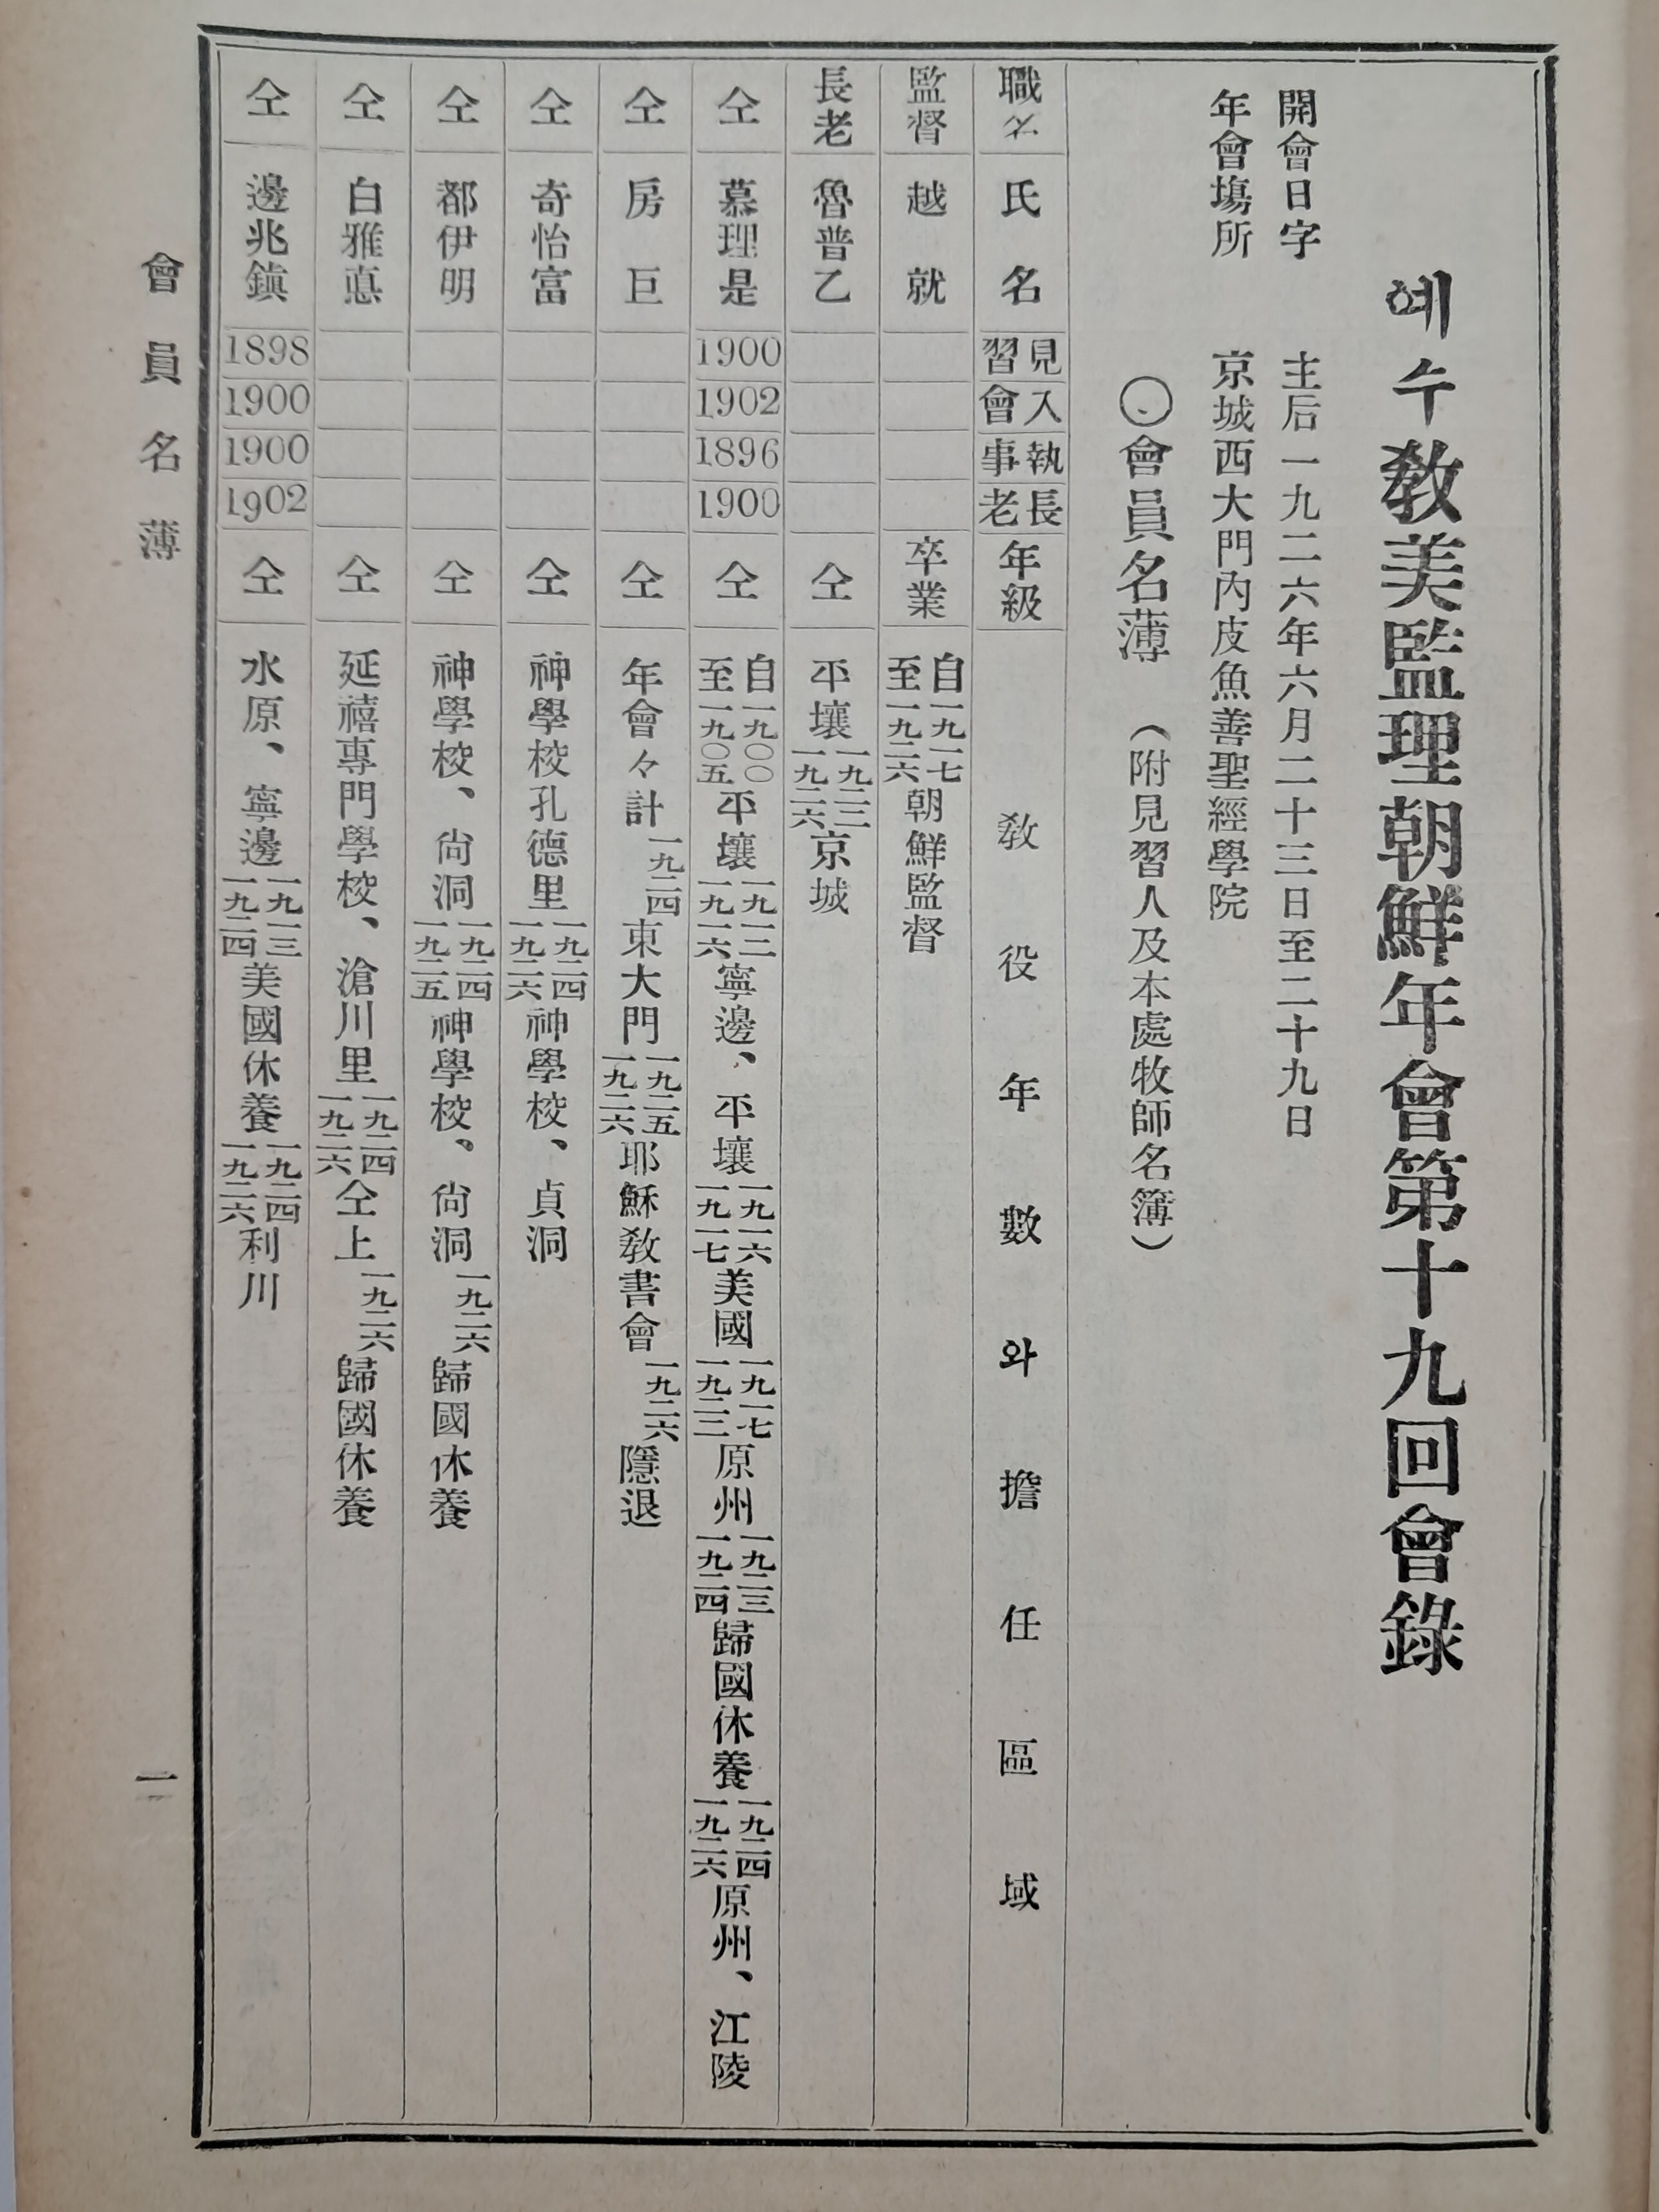 예수敎美監理朝鮮年會第十九回會錄
開會日字 主后一九二六年六月二十三日至二十九日
年會塲所 京城西大門內皮魚善聖經學院
○會員名薄 (附見習人及本處牧師名簿)
職 氏名 見習 入會 執事 長老 年級 敎役年數와擔任區域
監督 越就 卒業 自一九一七至一九二六朝鮮監督
長老 魯普乙 仝 平壤一九二二一九二六京城
仝 慕理是 1900 1902 1896 1900 仝 自一九〇〇至一九〇五平壤一九一二一九一六寧邊、平壤一九一六一九一七美國一九一七一九二二原州一九二三一九二四歸國休養一九二四一九二六原州、江陵
仝 房巨 仝 年會々計一九二四東大門一九二五一九二六耶穌敎書會一九二六隱退
仝 奇怡富 仝 神學校孔德里一九二四一九二六神學校、貞洞
仝 都伊明 仝 神學校、尙洞一九二四一九二五神學校、尙洞一九二六歸國休養
仝 白雅悳 仝 延禧專門學校、滄川里一九二四一九二六仝上一九二六歸國休養
仝 邊兆鎭 1898 1900 1900 1902 仝 水原、寧邊一九一三一九二四美國休養一九二四一九二六利川
會員名薄 一